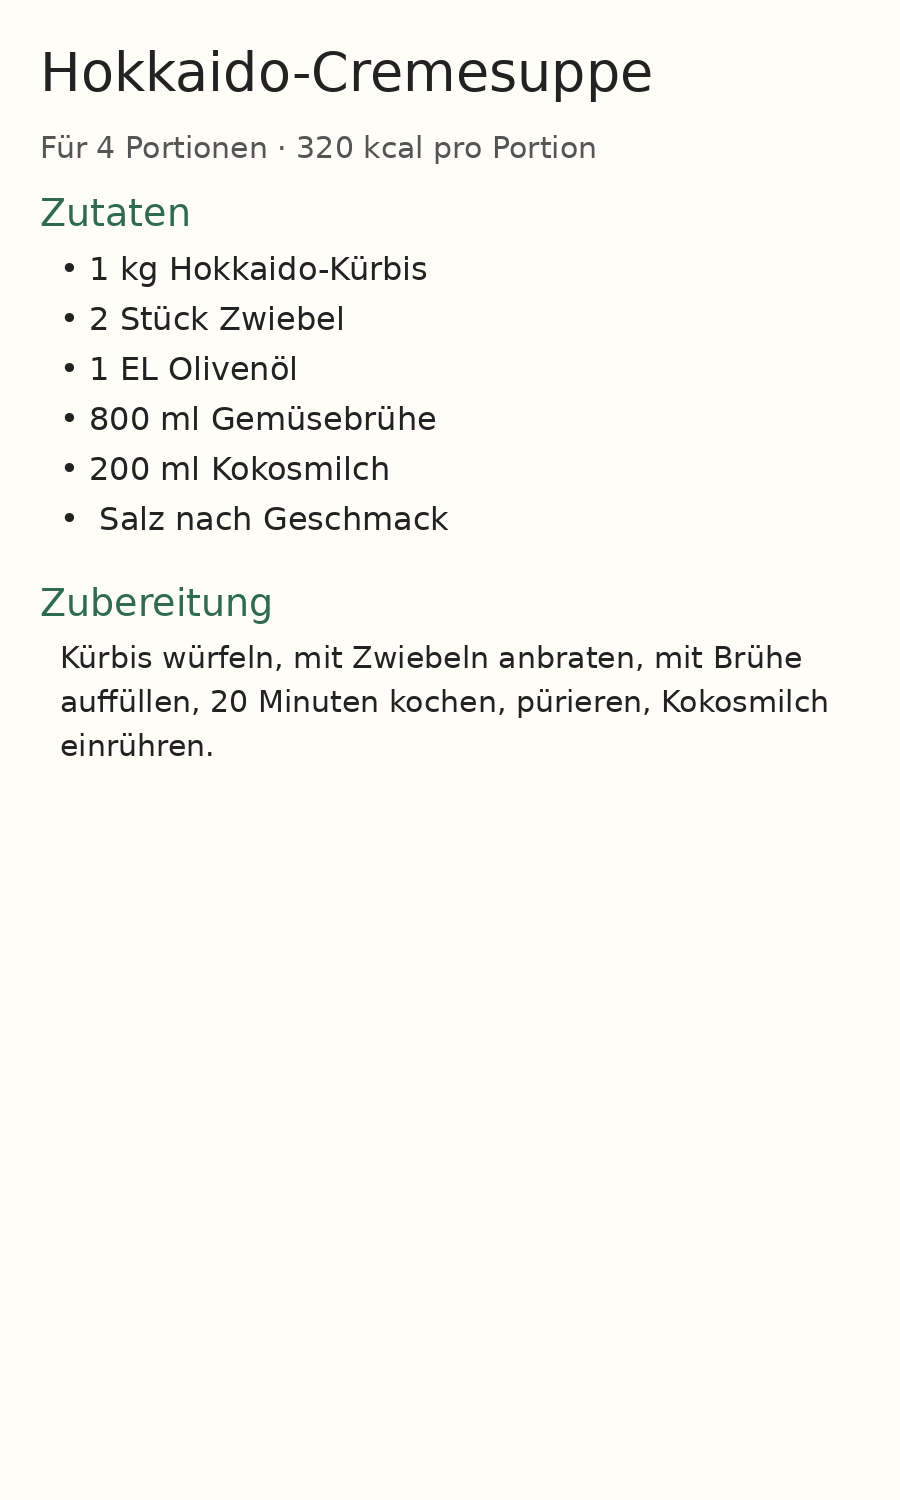 Hokkaido-Cremesuppe
Für 4 Portionen · 320 kcal pro Portion
Zutaten
• 1 kg Hokkaido-Kürbis
• 2 Stück Zwiebel
• 1 EL Olivenöl
• 800 ml Gemüsebrühe
• 200 ml Kokosmilch
•  Salz nach Geschmack
Zubereitung
Kürbis würfeln, mit Zwiebeln anbraten, mit Brühe
auffüllen, 20 Minuten kochen, pürieren, Kokosmilch
einrühren.